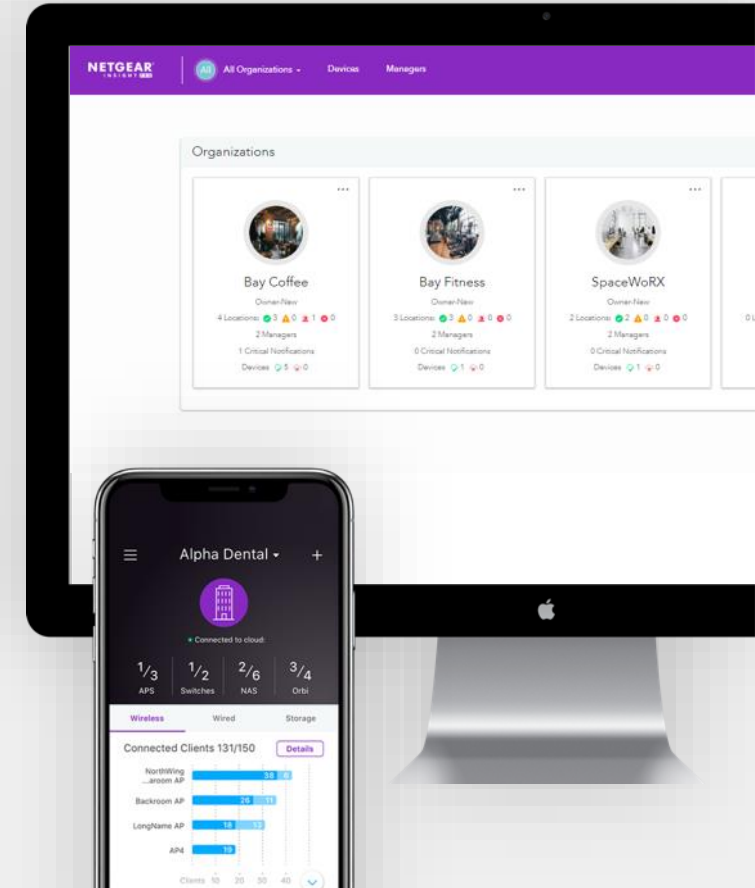 NETGEAR
INSIGHT PRO
All
All Organizations
Devices
Managers
Organizations
Bay Coffee
Owner-New
4 Locations: 3 0 1 0
2 Managers
1 Critical Notifications
Devices 5 0
Bay Fitness
Owner-New
3 Locations: 3 0 0 0
2 Managers
0 Critical Notifications
Devices 1 0
SpaceWoRX
Owner-New
2 Locations: 2 0 0 0
2 Managers
0 Critical Notifications
Devices 1 0
Alpha Dental
Connected to cloud:
1/3 1/2 2/6 3/4
APS Switches NAS Orbi
Wireless Wired Storage
Connected Clients 131/150 Details
NorthWing
...aroom AP 38 6
Backroom AP 26 11
LongName AP 18 13
AP4 19
Clients 10 20 30 40